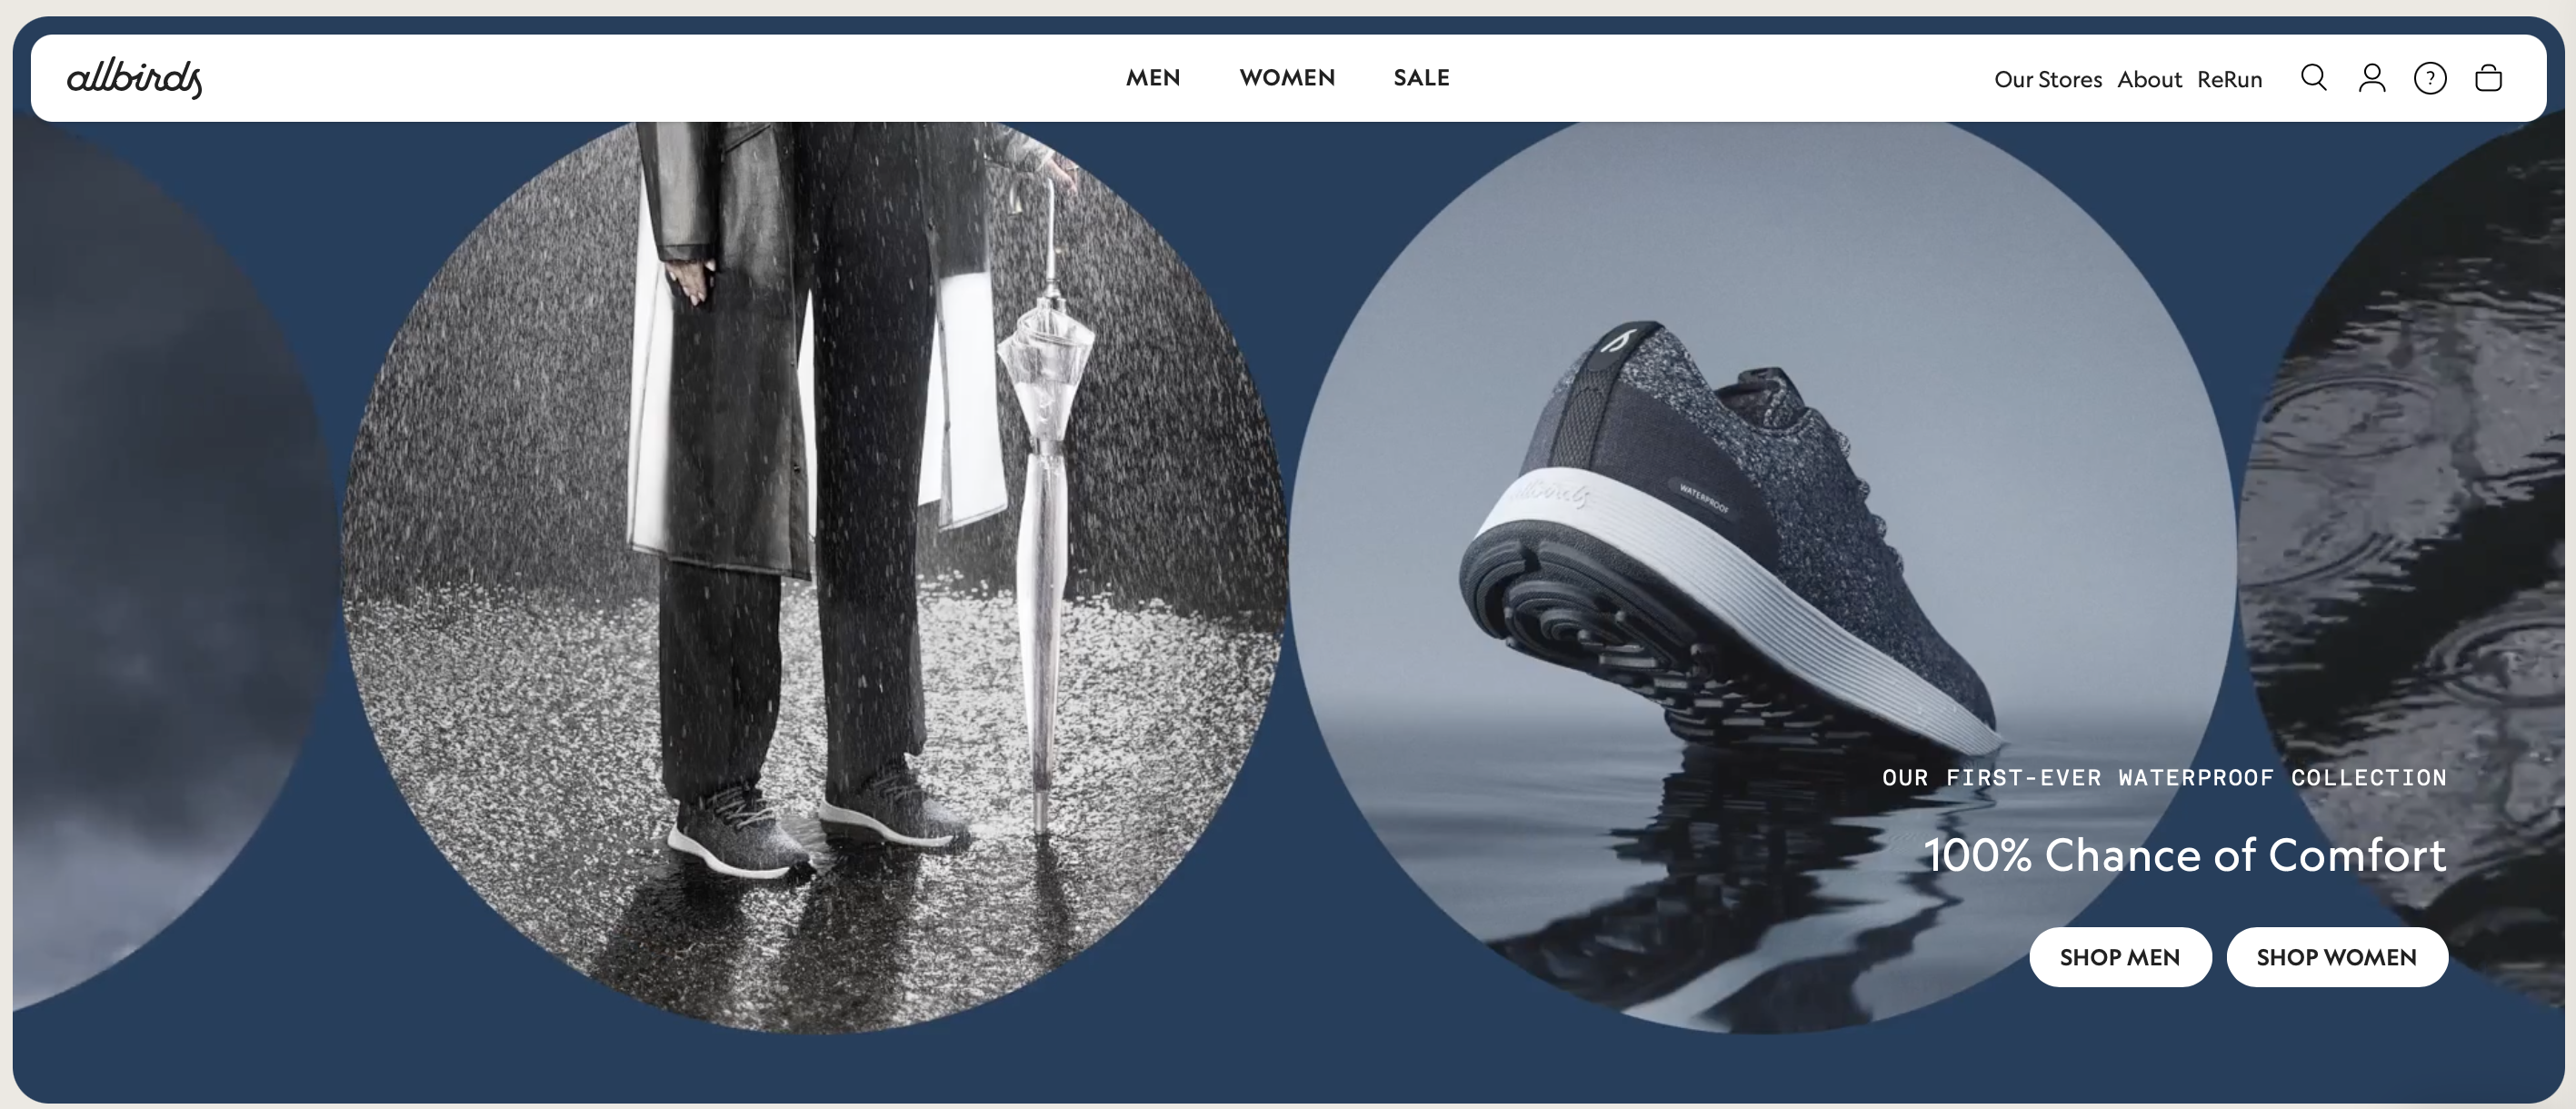 allbirds
MEN WOMEN SALE
Our Stores About ReRun ?
allbirds
WATERPROOF
OUR FIRST-EVER WATERPROOF COLLECTION
100% Chance of Comfort
SHOP MEN SHOP WOMEN